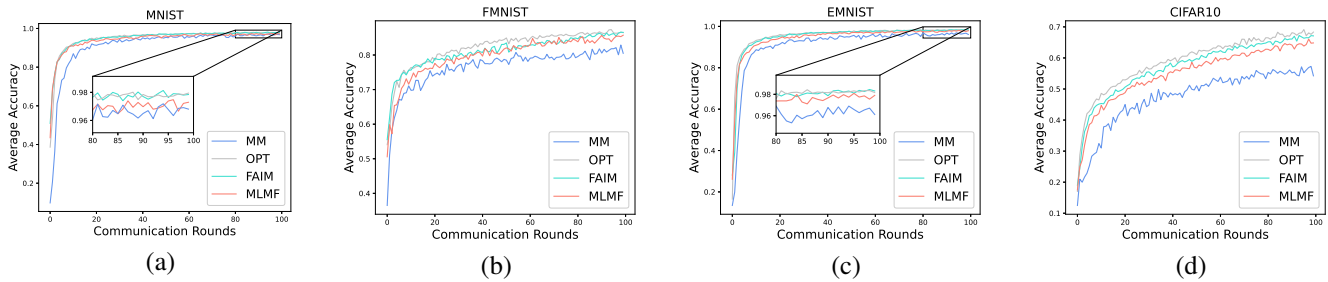 MNIST
Average Accuracy
1.0
0.8
0.6
0.4
0.2
0.98
0.96
80 85 90 95 100
MM
OPT
FAIM
MLMF
0 20 40 60 80 100
Communication Rounds
(a)
FMNIST
Average Accuracy
0.8
0.7
0.6
0.5
0.4
MM
OPT
FAIM
MLMF
0 20 40 60 80 100
Communication Rounds
(b)
EMNIST
Average Accuracy
1.0
0.8
0.6
0.4
0.2
0.98
0.96
80 85 90 95 100
MM
OPT
FAIM
MLMF
0 20 40 60 80 100
Communication Rounds
(c)
CIFAR10
Average Accuracy
0.7
0.6
0.5
0.4
0.3
0.2
0.1
MM
OPT
FAIM
MLMF
0 20 40 60 80 100
Communication Rounds
(d)